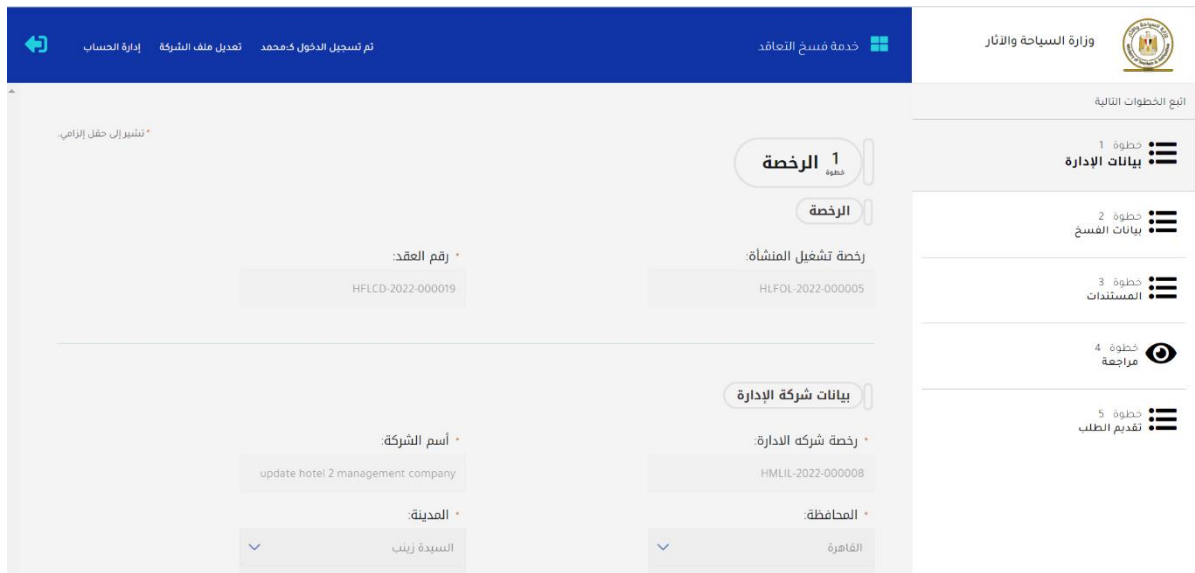 وزارة السياحة والآثار
خدمة فسخ التعاقد
تم تسجيل الدخول كـ:محمد
تعديل ملف الشركة
إدارة الحساب
اتبع الخطوات التالية
خطوة 1
بيانات الإدارة
خطوة 2
بيانات الفسخ
خطوة 3
المستندات
خطوة 4
مراجعة
خطوة 5
تقديم الطلب
* تشير إلى حقل إلزامي.
1 خطوة الرخصة
الرخصة
رخصة تشغيل المنشأة:
* رقم العقد:
HLFOL-2022-000005
HFLCD-2022-000019
بيانات شركة الإدارة
* رخصة شركه الادارة:
* أسم الشركة:
HMLIL-2022-000008
update hotel 2 management company
* المحافظة:
* المدينة:
القاهرة
السيدة زينب